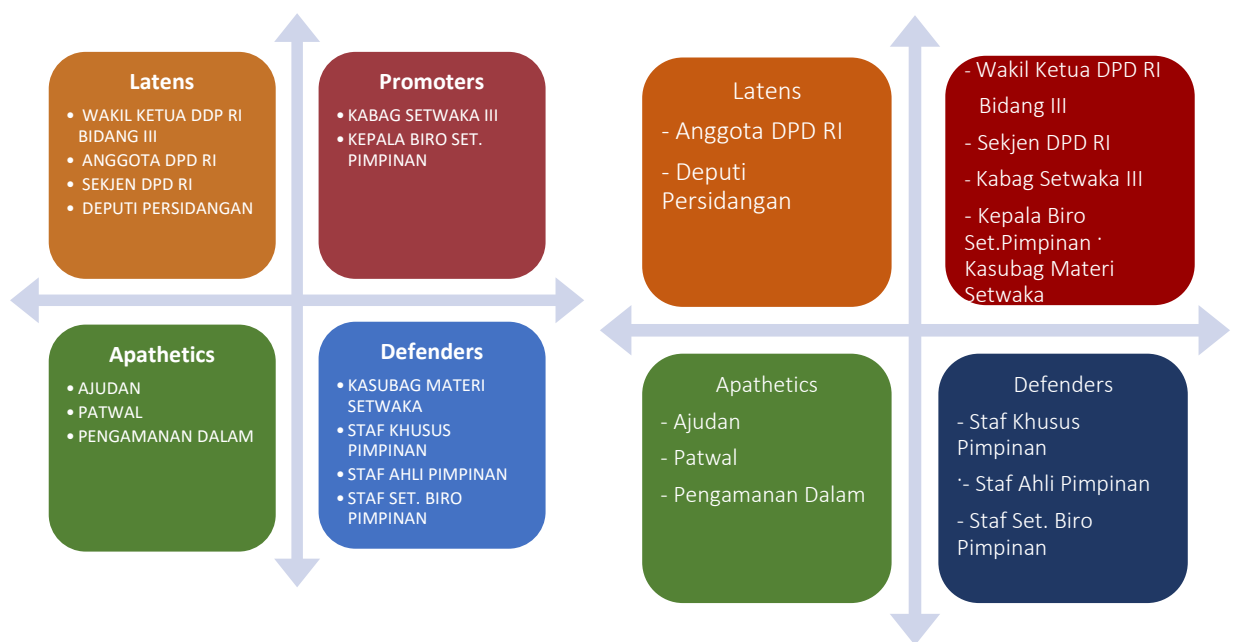 Latens
• WAKIL KETUA DDP RI
BIDANG III
• ANGGOTA DPD RI
• SEKJEN DPD RI
• DEPUTI PERSIDANGAN
Promoters
• KABAG SETWAKA III
• KEPALA BIRO SET.
PIMPINAN
Apathetics
• AJUDAN
• PATWAL
• PENGAMANAN DALAM
Defenders
• KASUBAG MATERI
SETWAKA
• STAF KHUSUS
PIMPINAN
• STAF AHLI PIMPINAN
• STAF SET. BIRO
PIMPINAN
Latens
- Anggota DPD RI
- Deputi
Persidangan
- Wakil Ketua DPD RI
Bidang III
- Sekjen DPD RI
- Kabag Setwaka III
- Kepala Biro
Set.Pimpinan ·
Kasubag Materi
Setwaka
Apathetics
- Ajudan
- Patwal
- Pengamanan Dalam
Defenders
- Staf Khusus
Pimpinan
·- Staf Ahli Pimpinan
- Staf Set. Biro
Pimpinan